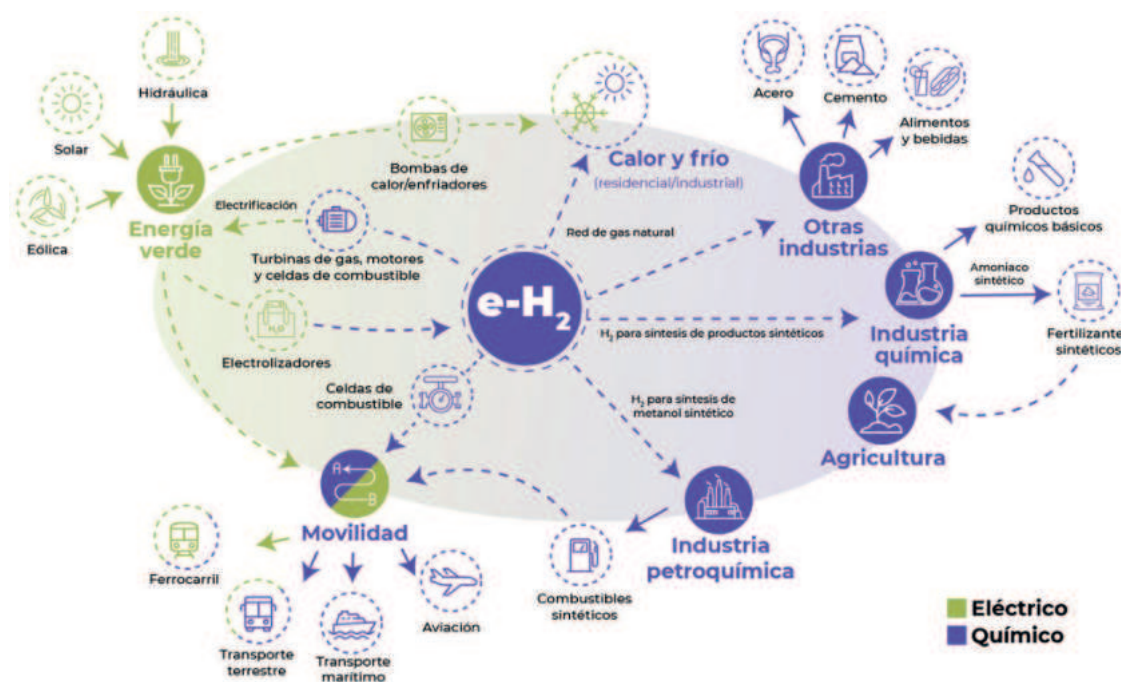 Hidráulica
Solar
Eólica
Energía
verde
Electrificación
Bombas de
calor/enfriadores
Turbinas de gas, motores
y celdas de combustible
H₂O
Electrolizadores
Calor y frío
(residencial/industrial)
Red de gas natural
e-H₂
Acero
Cemento
Alimentos
y bebidas
Otras
industrias
Productos
químicos básicos
Amoniaco
sintético
H₂ para síntesis de productos sintéticos
Industria
química
Fertilizante
sintéticos
Celdas de
combustible
H₂ para síntesis de
metanol sintético
Agricultura
A
B
Movilidad
Ferrocarril
Transporte
terrestre
Transporte
marítimo
Aviación
Combustibles
sintéticos
Industria
petroquímica
Eléctrico
Químico